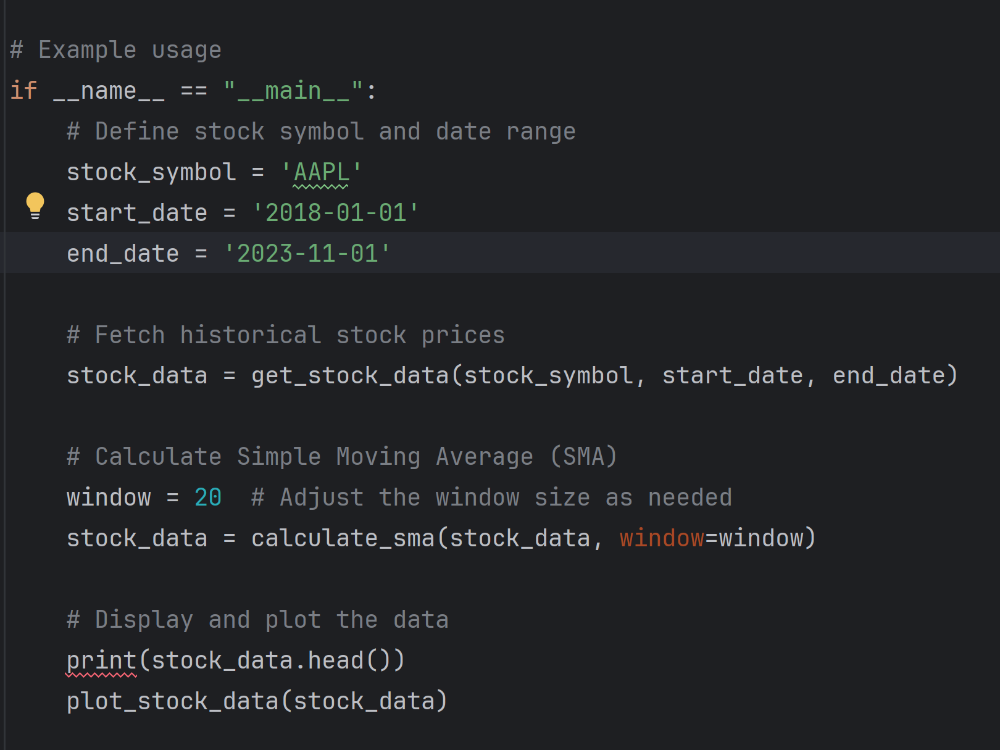 # Example usage
if __name__ == "__main__":
    # Define stock symbol and date range
    stock_symbol = 'AAPL'
    start_date = '2018-01-01'
    end_date = '2023-11-01'
    # Fetch historical stock prices
    stock_data = get_stock_data(stock_symbol, start_date, end_date)
    # Calculate Simple Moving Average (SMA)
    window = 20  # Adjust the window size as needed
    stock_data = calculate_sma(stock_data, window=window)
    # Display and plot the data
    print(stock_data.head())
    plot_stock_data(stock_data)